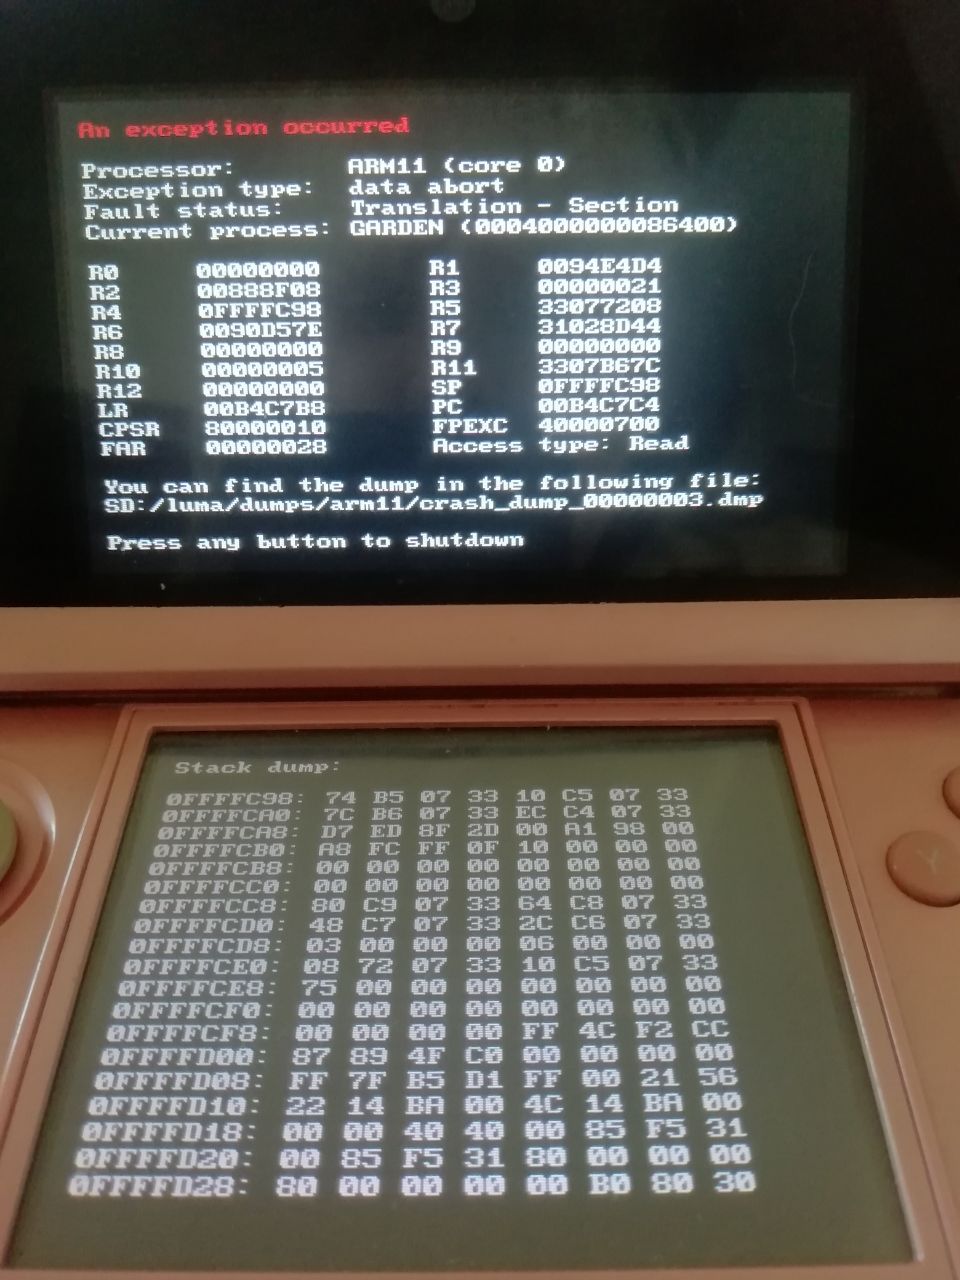 An exception occurred
Processor: ARM11 (core 0)
Exception type: data abort
Fault status: Translation - Section
Current process: GARDEN (0004000000086400)
R0 00000000 R1 0094E4D4
R2 00888F08 R3 00000021
R4 0FFFFC98 R5 33077208
R6 0090D57E R7 31028D44
R8 00000000 R9 00000000
R10 00000005 R11 3307B67C
R12 00000000 SP 0FFFFC98
LR 00B4C7B8 PC 00B4C7C4
CPSR 80000010 FPEXC 40000700
FAR 00000028 Access type: Read
You can find the dump in the following file:
SD:/luma/dumps/arm11/crash_dump_00000003.dmp
Press any button to shutdown
Stack dump:
0FFFFC98: 74 B5 07 33 10 C5 07 33
0FFFFCA0: 7C B6 07 33 EC C4 07 33
0FFFFCA8: D7 ED 8F 2D 00 A1 98 00
0FFFFCB0: A8 FC FF 0F 10 00 00 00
0FFFFCB8: 00 00 00 00 00 00 00 00
0FFFFCC0: 00 00 00 00 00 00 00 00
0FFFFCC8: 80 C9 07 33 64 C8 07 33
0FFFFCD0: 48 C7 07 33 2C C6 07 33
0FFFFCD8: 03 00 00 00 06 00 00 00
0FFFFCE0: 08 72 07 33 10 C5 07 33
0FFFFCE8: 75 00 00 00 00 00 00 00
0FFFFCF0: 00 00 00 00 00 00 00 00
0FFFFCF8: 00 00 00 00 FF 4C F2 CC
0FFFFD00: 87 89 4F C0 00 00 00 00
0FFFFD08: FF 7F B5 D1 FF 00 21 56
0FFFFD10: 22 14 BA 00 4C 14 BA 00
0FFFFD18: 00 00 40 40 00 85 F5 31
0FFFFD20: 00 85 F5 31 80 00 00 00
0FFFFD28: 80 00 00 00 00 B0 80 30
Y